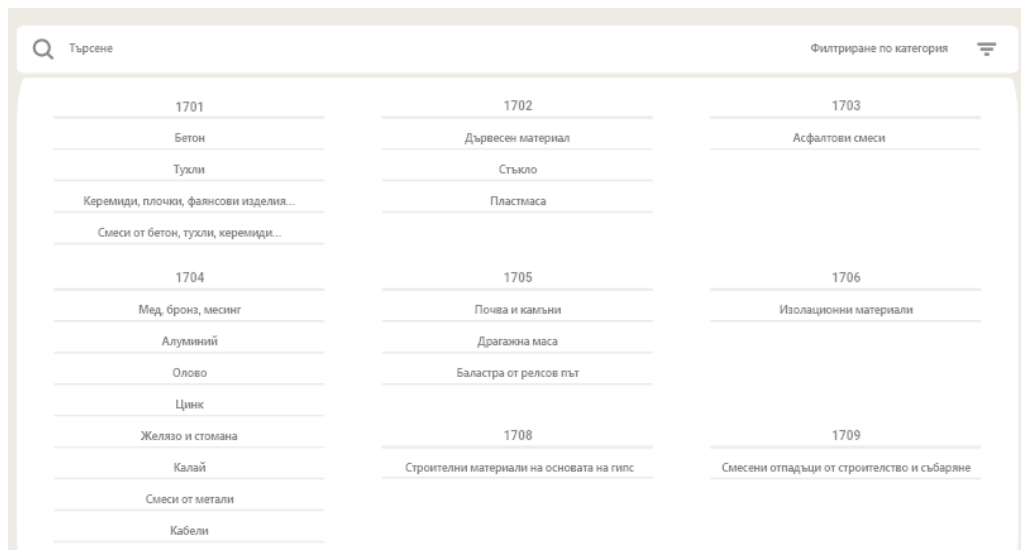 Търсене
Филтриране по категория
1701
Бетон
Тухли
Керемиди, плочки, фаянсови изделия...
Смеси от бетон, тухли, керемиди...
1702
Дървесен материал
Стъкло
Пластмаса
1703
Асфалтови смеси
1704
Мед, бронз, месинг
Алуминий
Олово
Цинк
Желязо и стомана
Калай
Смеси от метали
Кабели
1705
Почва и камъни
Драгажна маса
Баластра от релсов път
1706
Изолационни материали
1708
Строителни материали на основата на гипс
1709
Смесени отпадъци от строителство и събаряне